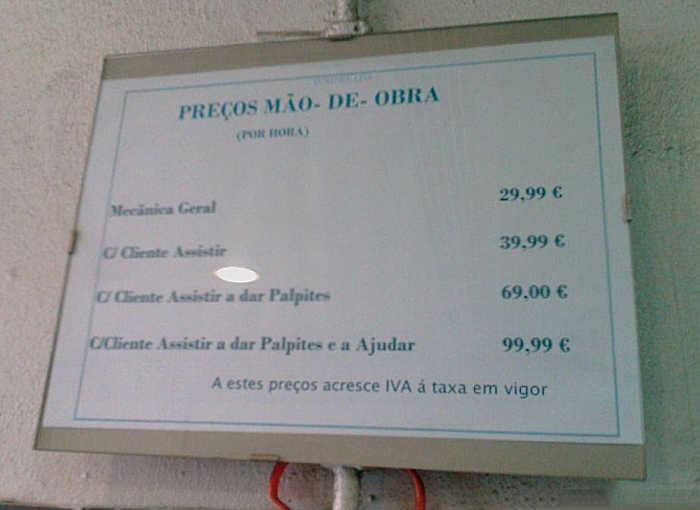 PREÇOS MÃO- DE- OBRA
(POR HORA)
Mecânica Geral 29,99 €
C/ Cliente Assistir 39,99 €
C/ Cliente Assistir a dar Palpites 69,00 €
C/Cliente Assistir a dar Palpites e a Ajudar 99,99 €
A estes preços acresce IVA á taxa em vigor